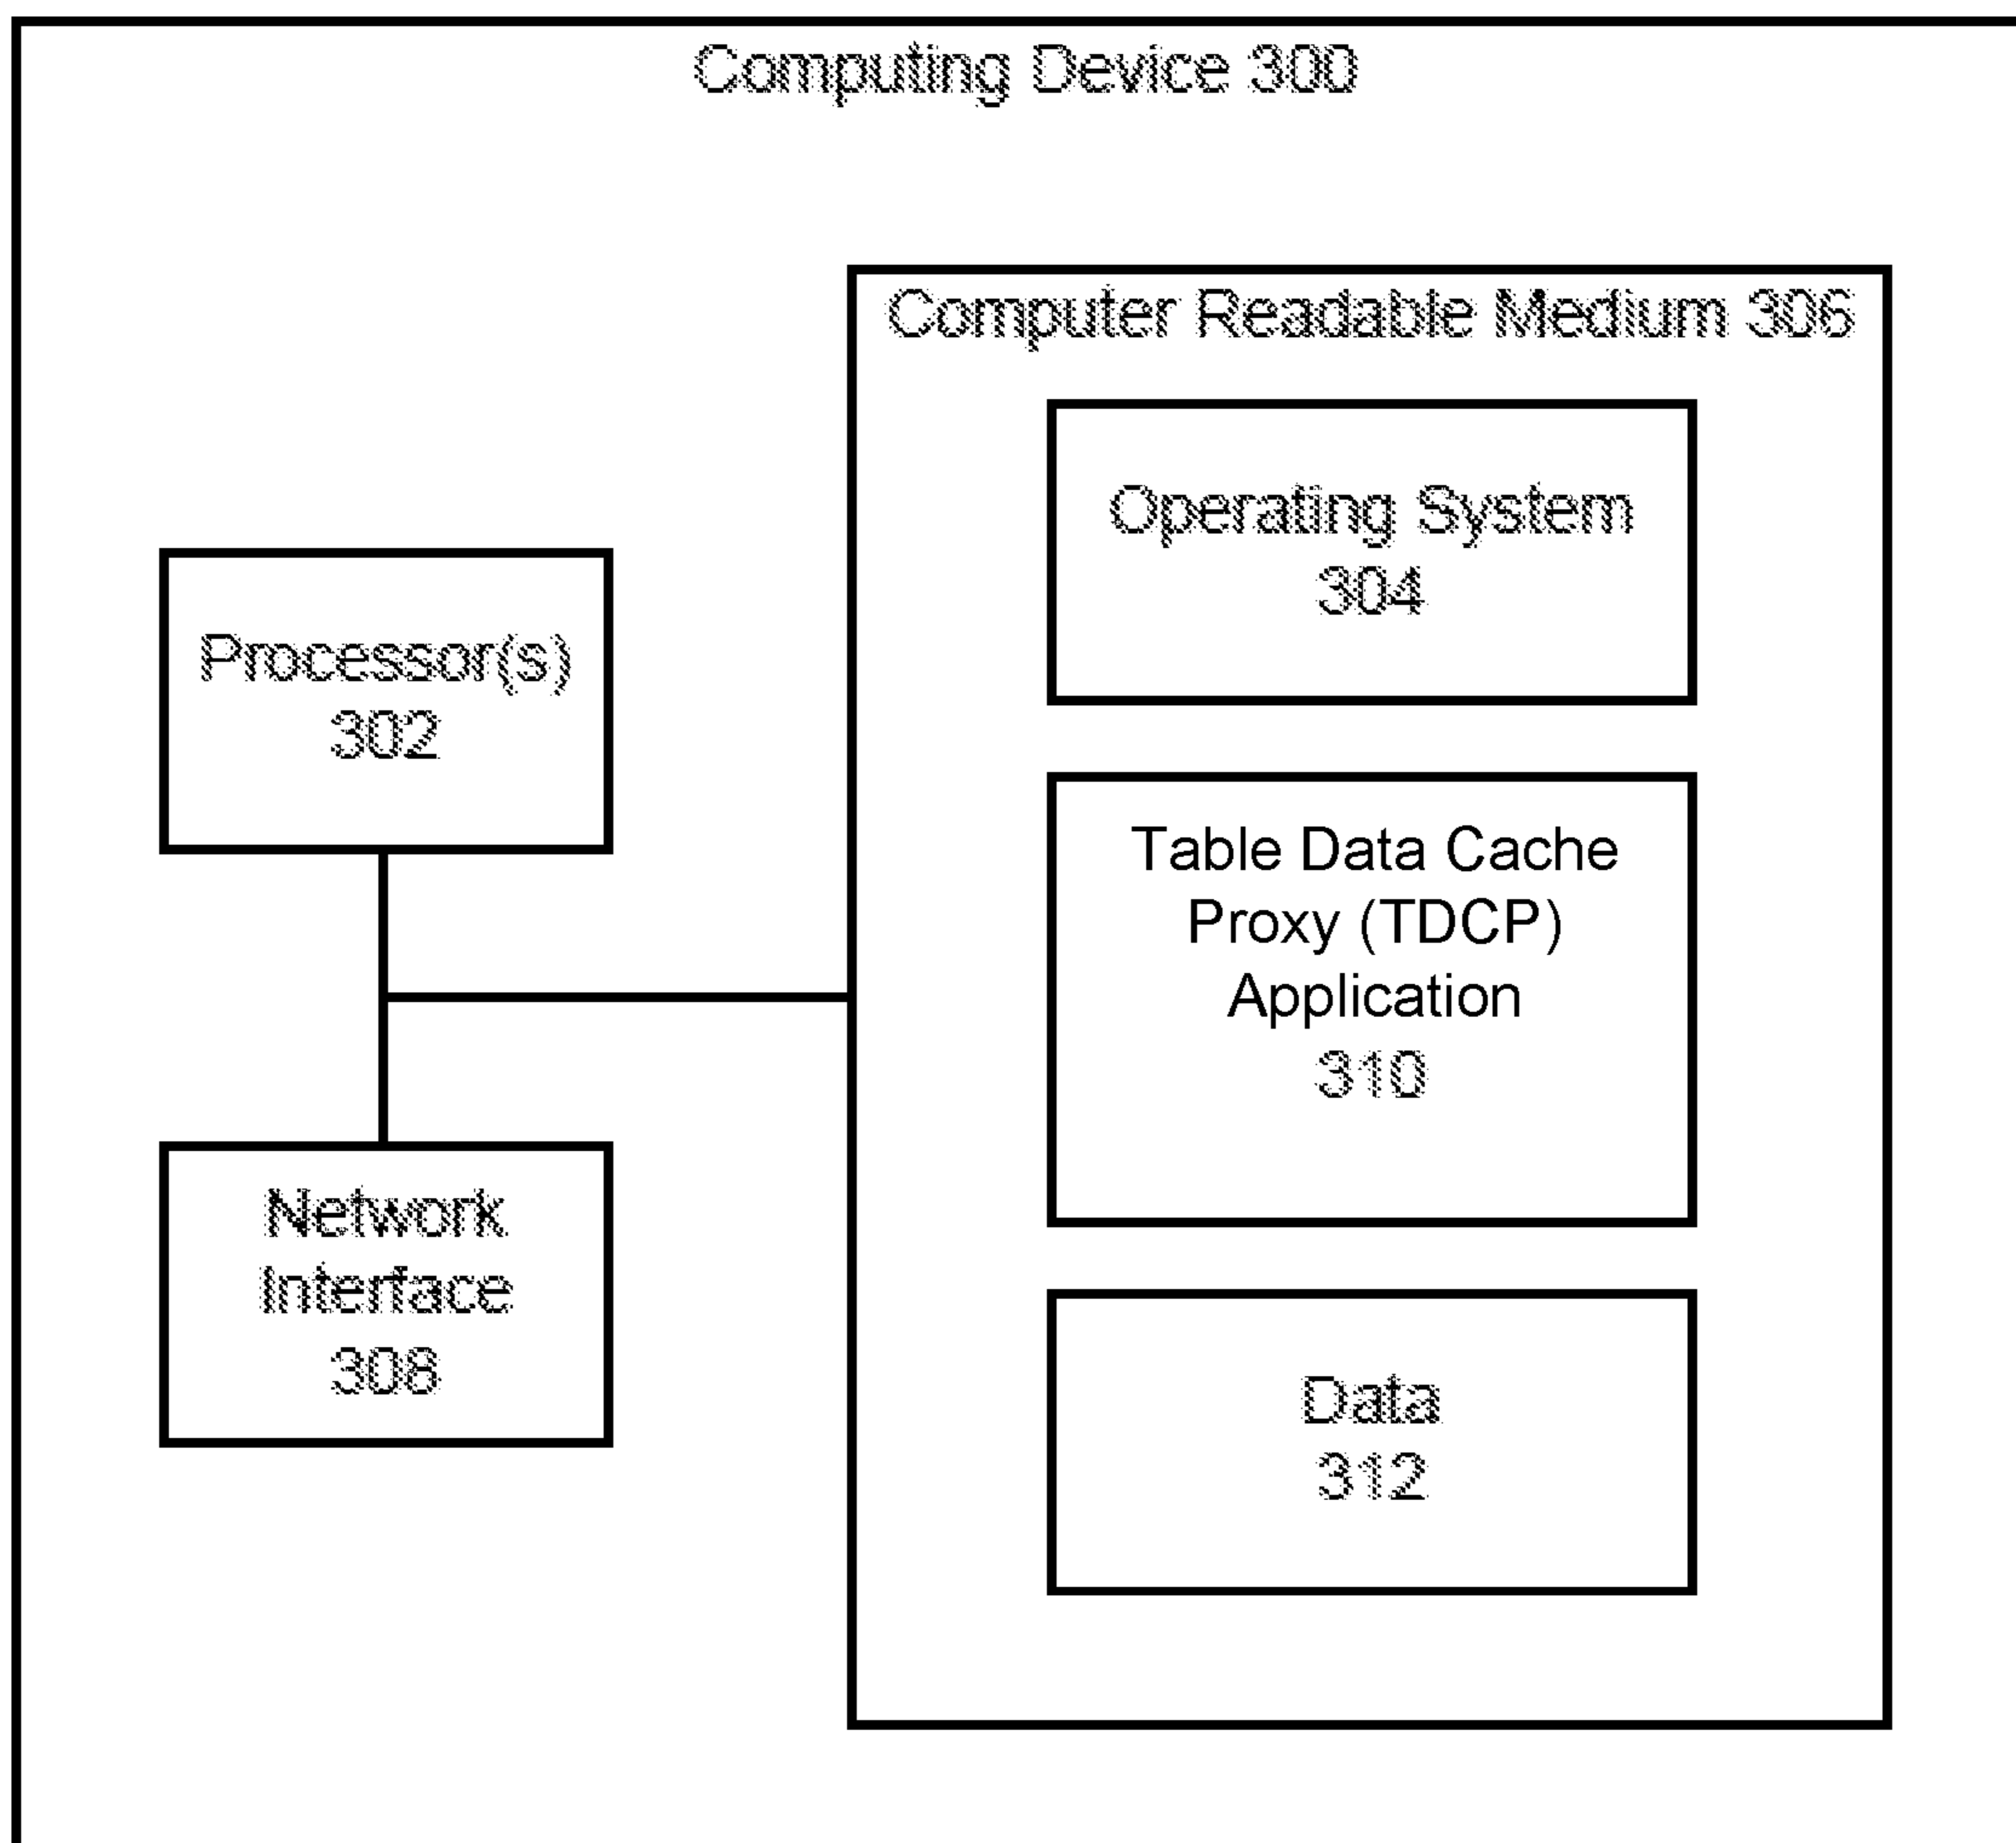 Computing Device 300
Computer Readable Medium 306
Operating System
304
Processor(s)
302
Table Data Cache
Proxy (TDCP)
Application
310
Network
Interface
308
Data
312